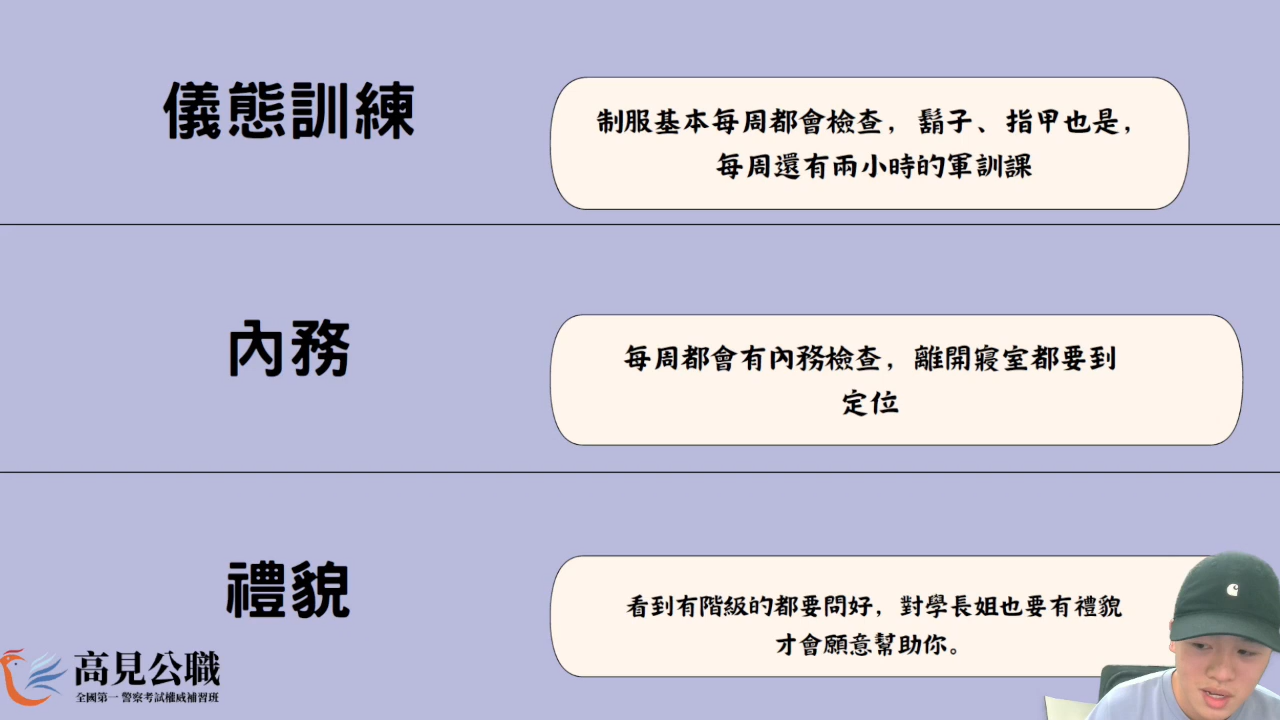 儀態訓練
制服基本每周都會檢查，鬍子、指甲也是，
每周還有兩小時的軍訓課
內務
每周都會有內務檢查，離開寢室都要到
定位
禮貌
看到有階級的都要問好，對學長姐也要有禮貌
才會願意幫助你。
高見公職
全國第一 警察考試權威補習班